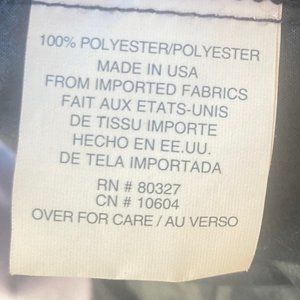 100% POLYESTER/POLYESTER
MADE IN USA
FROM IMPORTED FABRICS
FAIT AUX ETATS-UNIS
DE TISSU IMPORTE
HECHO EN EE.UU.
DE TELA IMPORTADA
RN # 80327
CN # 10604
OVER FOR CARE / AU VERSO